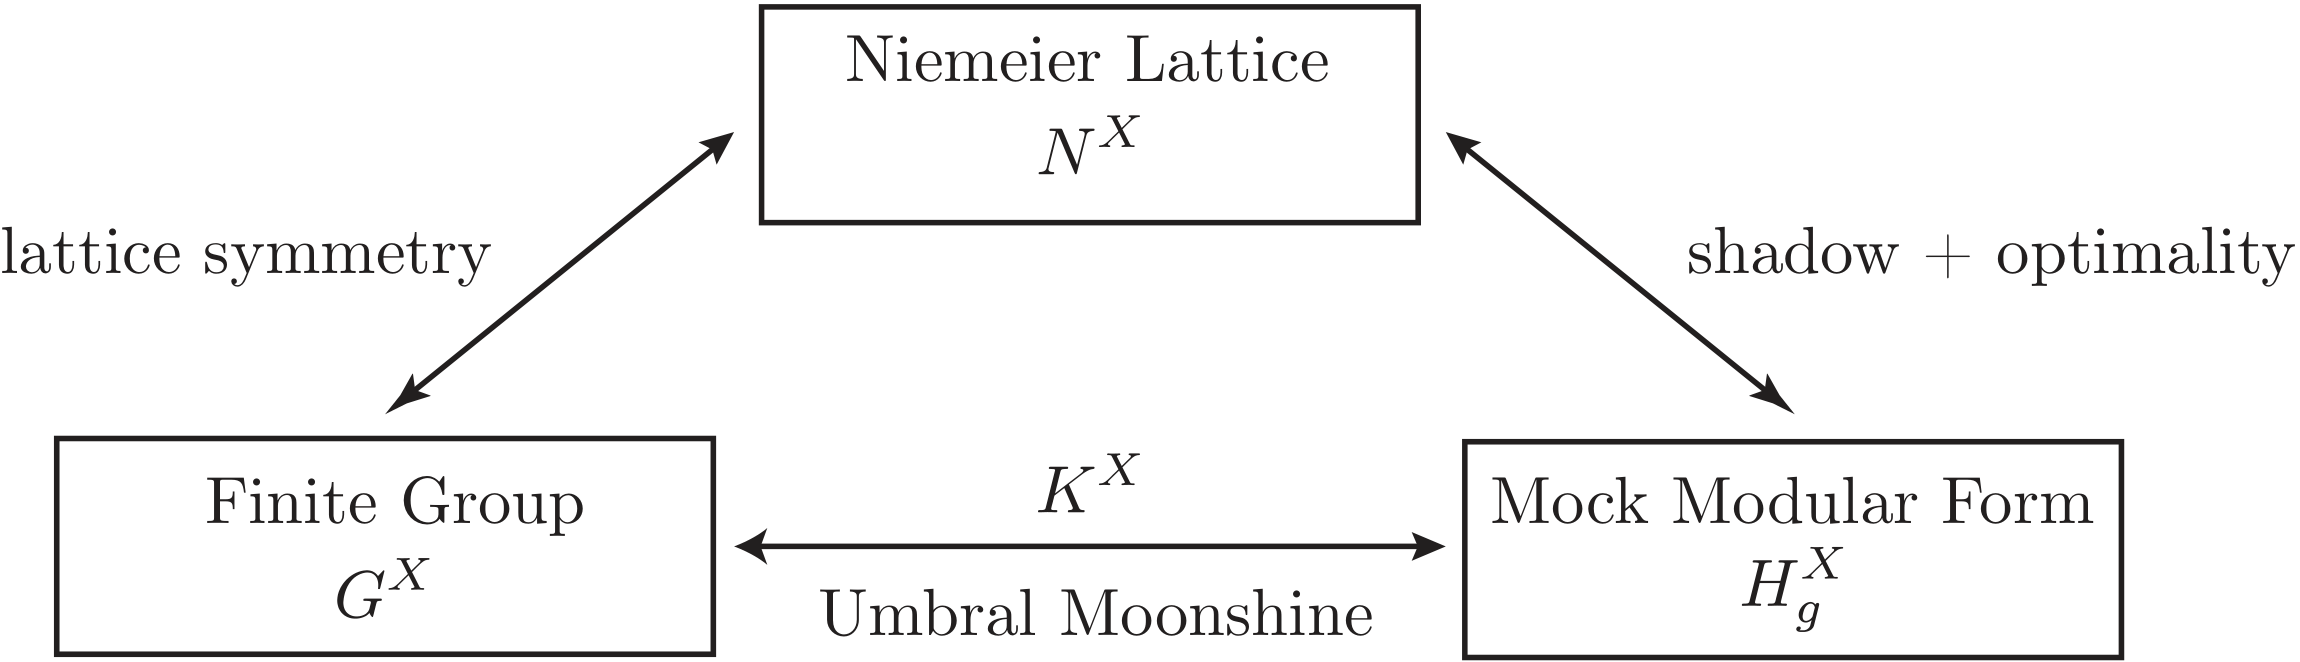 Niemeier Lattice
N^X
lattice symmetry
shadow + optimality
Finite Group
G^X
K^X
Umbral Moonshine
Mock Modular Form
H_g^X